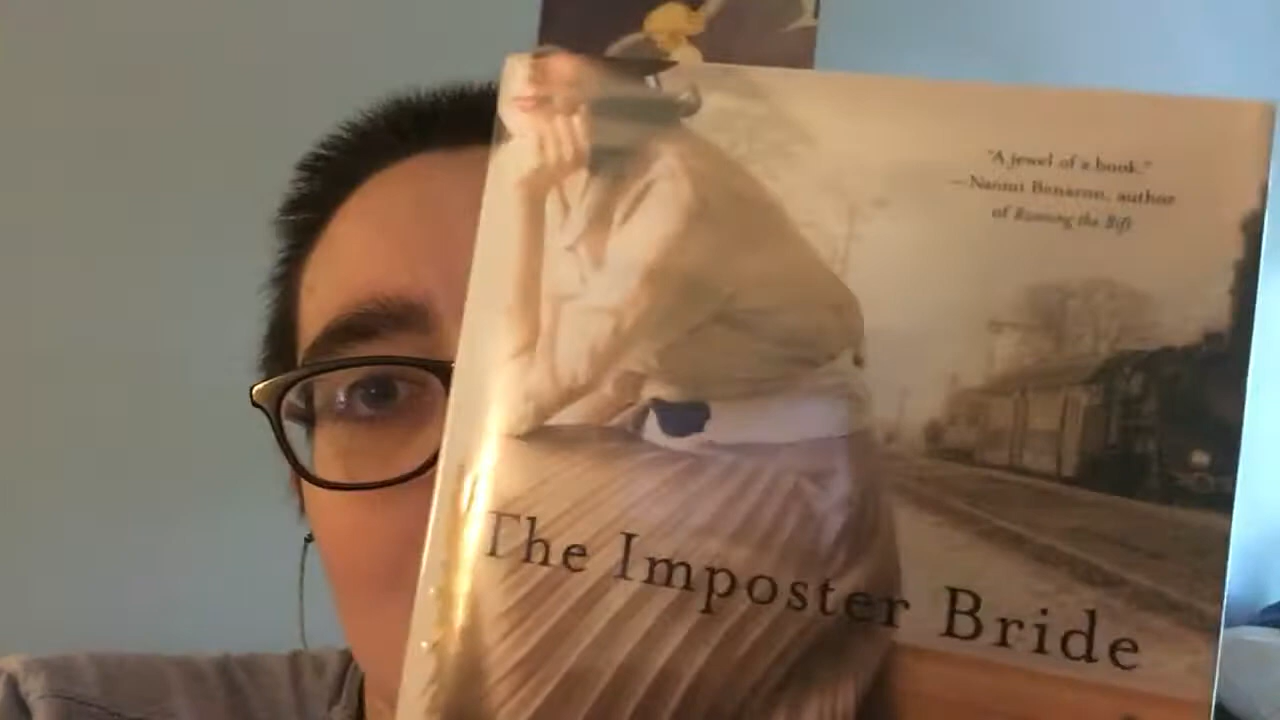 "A jewel of a book."
—Naomi Benaron, author
of Running the Rift
The Imposter Bride